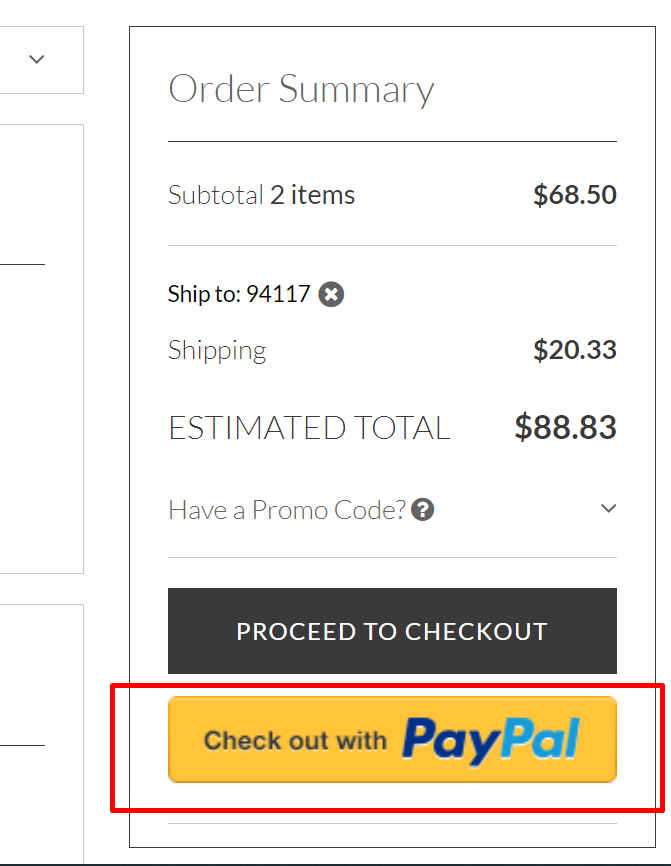 Order Summary
Subtotal 2 items $68.50
Ship to: 94117
Shipping $20.33
ESTIMATED TOTAL $88.83
Have a Promo Code? ?
PROCEED TO CHECKOUT
Check out with PayPal